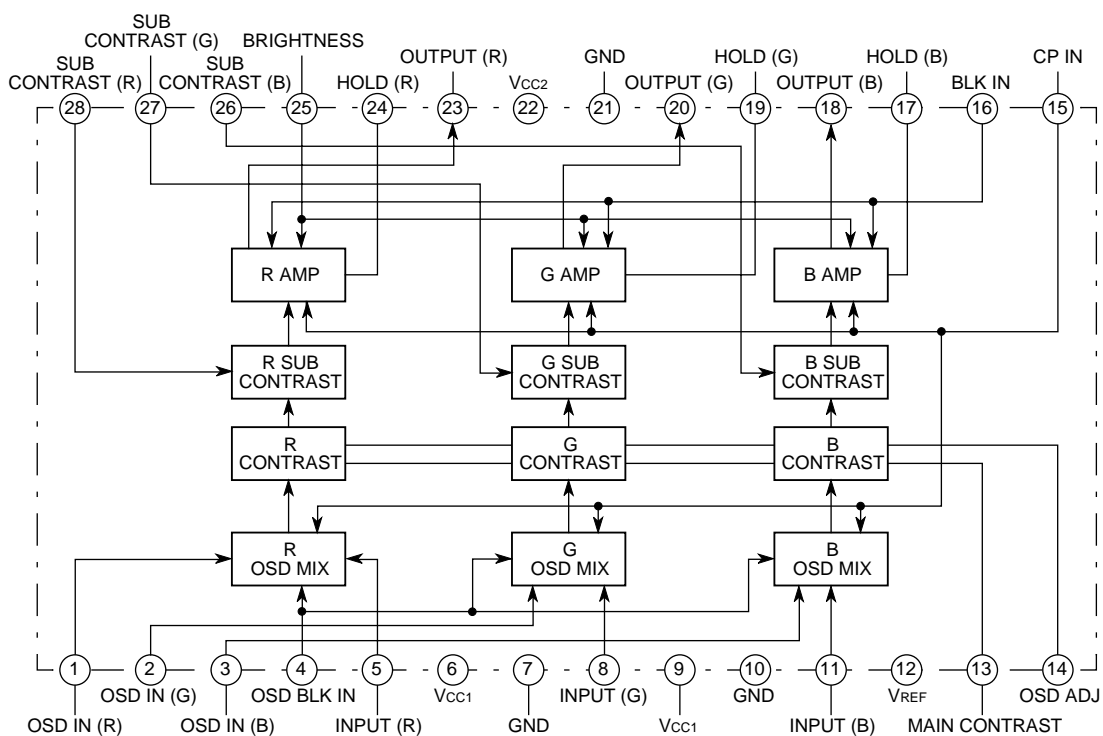 SUB
CONTRAST (G)
BRIGHTNESS
SUB
CONTRAST (R)
SUB
CONTRAST (B)
HOLD (R)
OUTPUT (R)
VCC2
GND
OUTPUT (G)
HOLD (G)
OUTPUT (B)
HOLD (B)
BLK IN
CP IN
28 27 26 25 24 23 22 21 20 19 18 17 16 15
R AMP
G AMP
B AMP
R SUB
CONTRAST
G SUB
CONTRAST
B SUB
CONTRAST
R
CONTRAST
G
CONTRAST
B
CONTRAST
R
OSD MIX
G
OSD MIX
B
OSD MIX
1 2 3 4 5 6 7 8 9 10 11 12 13 14
OSD IN (R)
OSD IN (G)
OSD IN (B)
OSD BLK IN
INPUT (R)
VCC1
GND
INPUT (G)
VCC1
GND
INPUT (B)
VREF
MAIN CONTRAST
OSD ADJ